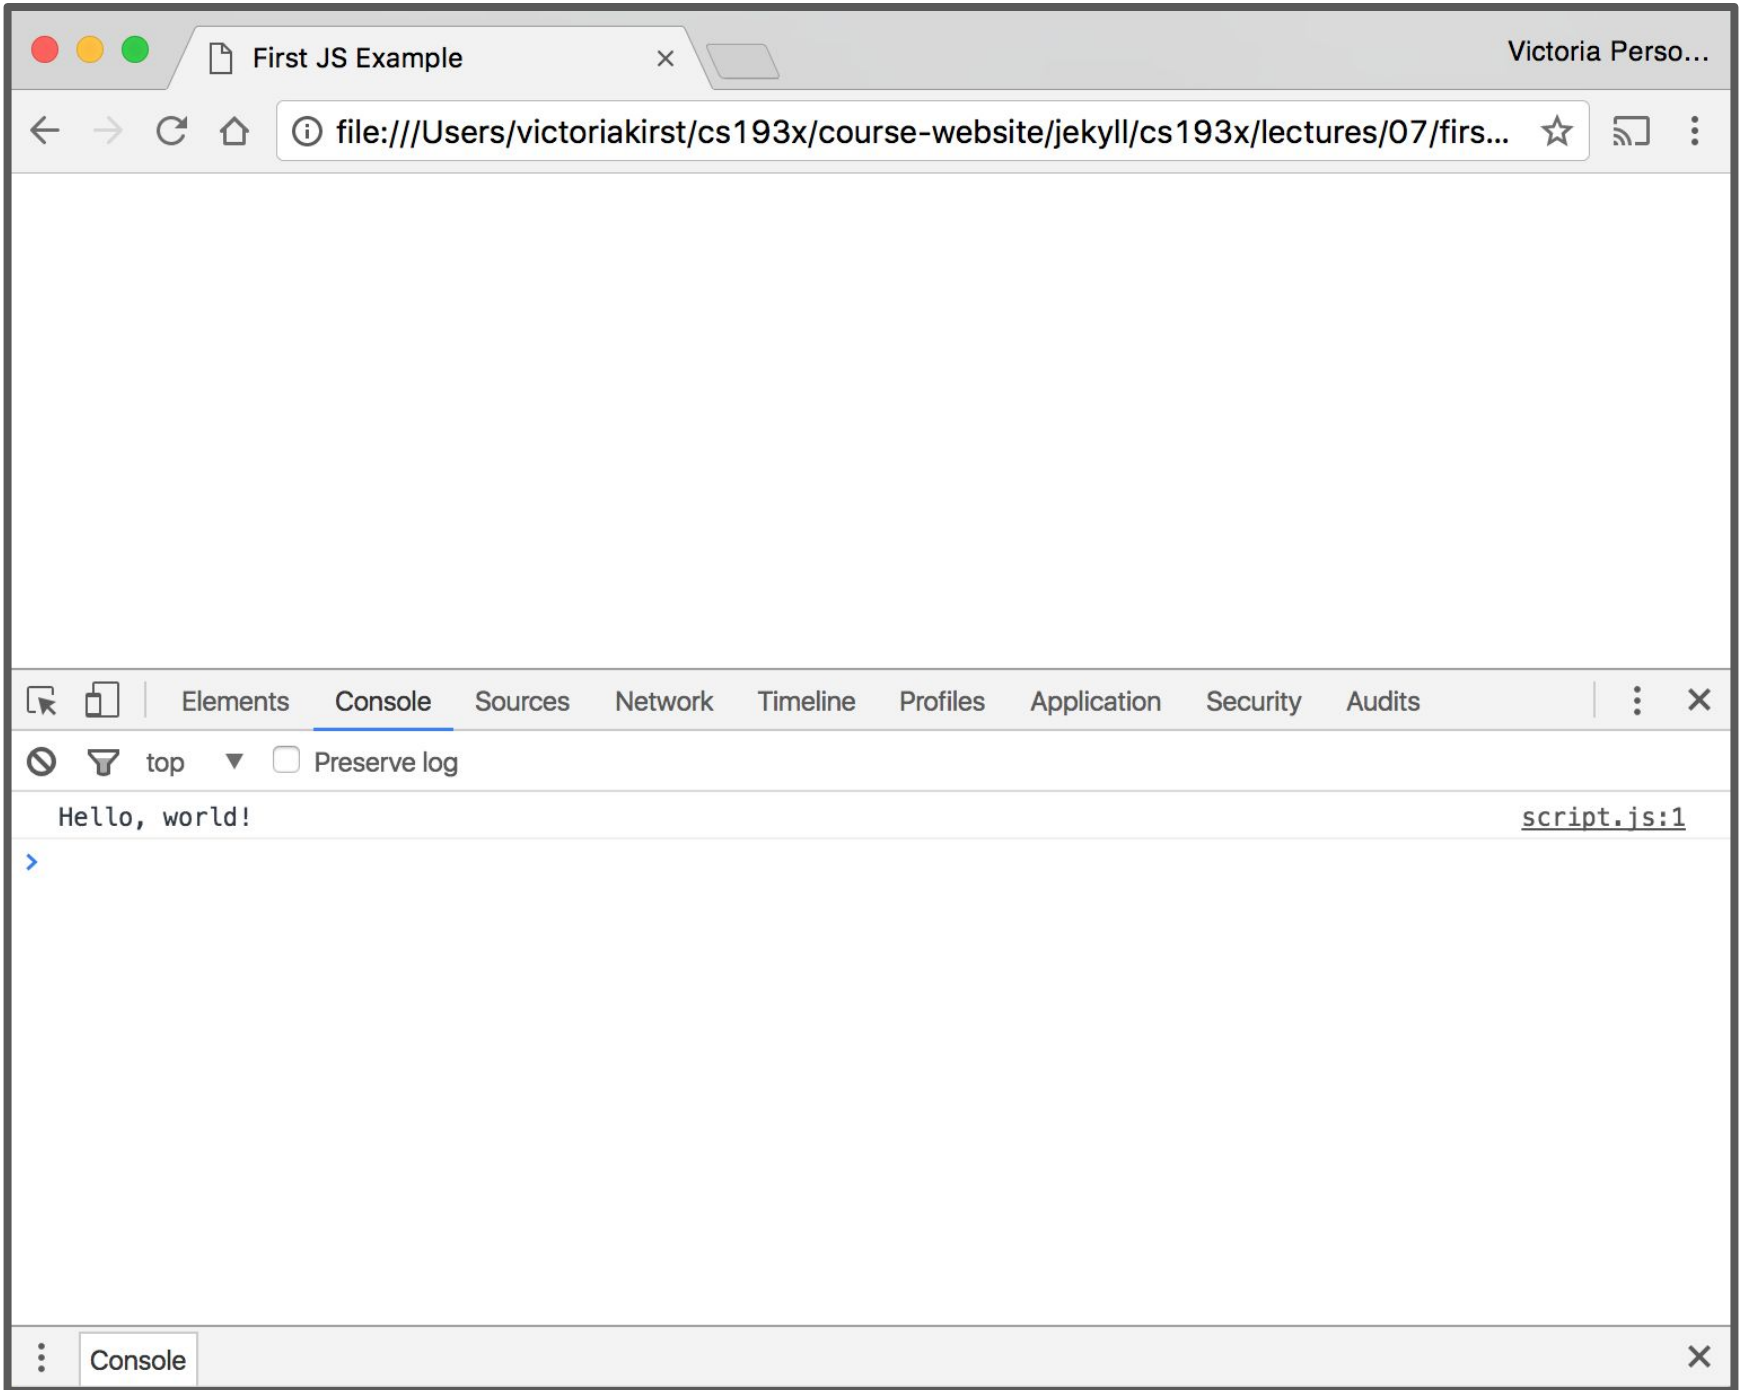 First JS Example
Victoria Perso...
file:///Users/victoriakirst/cs193x/course-website/jekyll/cs193x/lectures/07/firs...
Elements Console Sources Network Timeline Profiles Application Security Audits
top Preserve log
Hello, world! script.js:1
Console